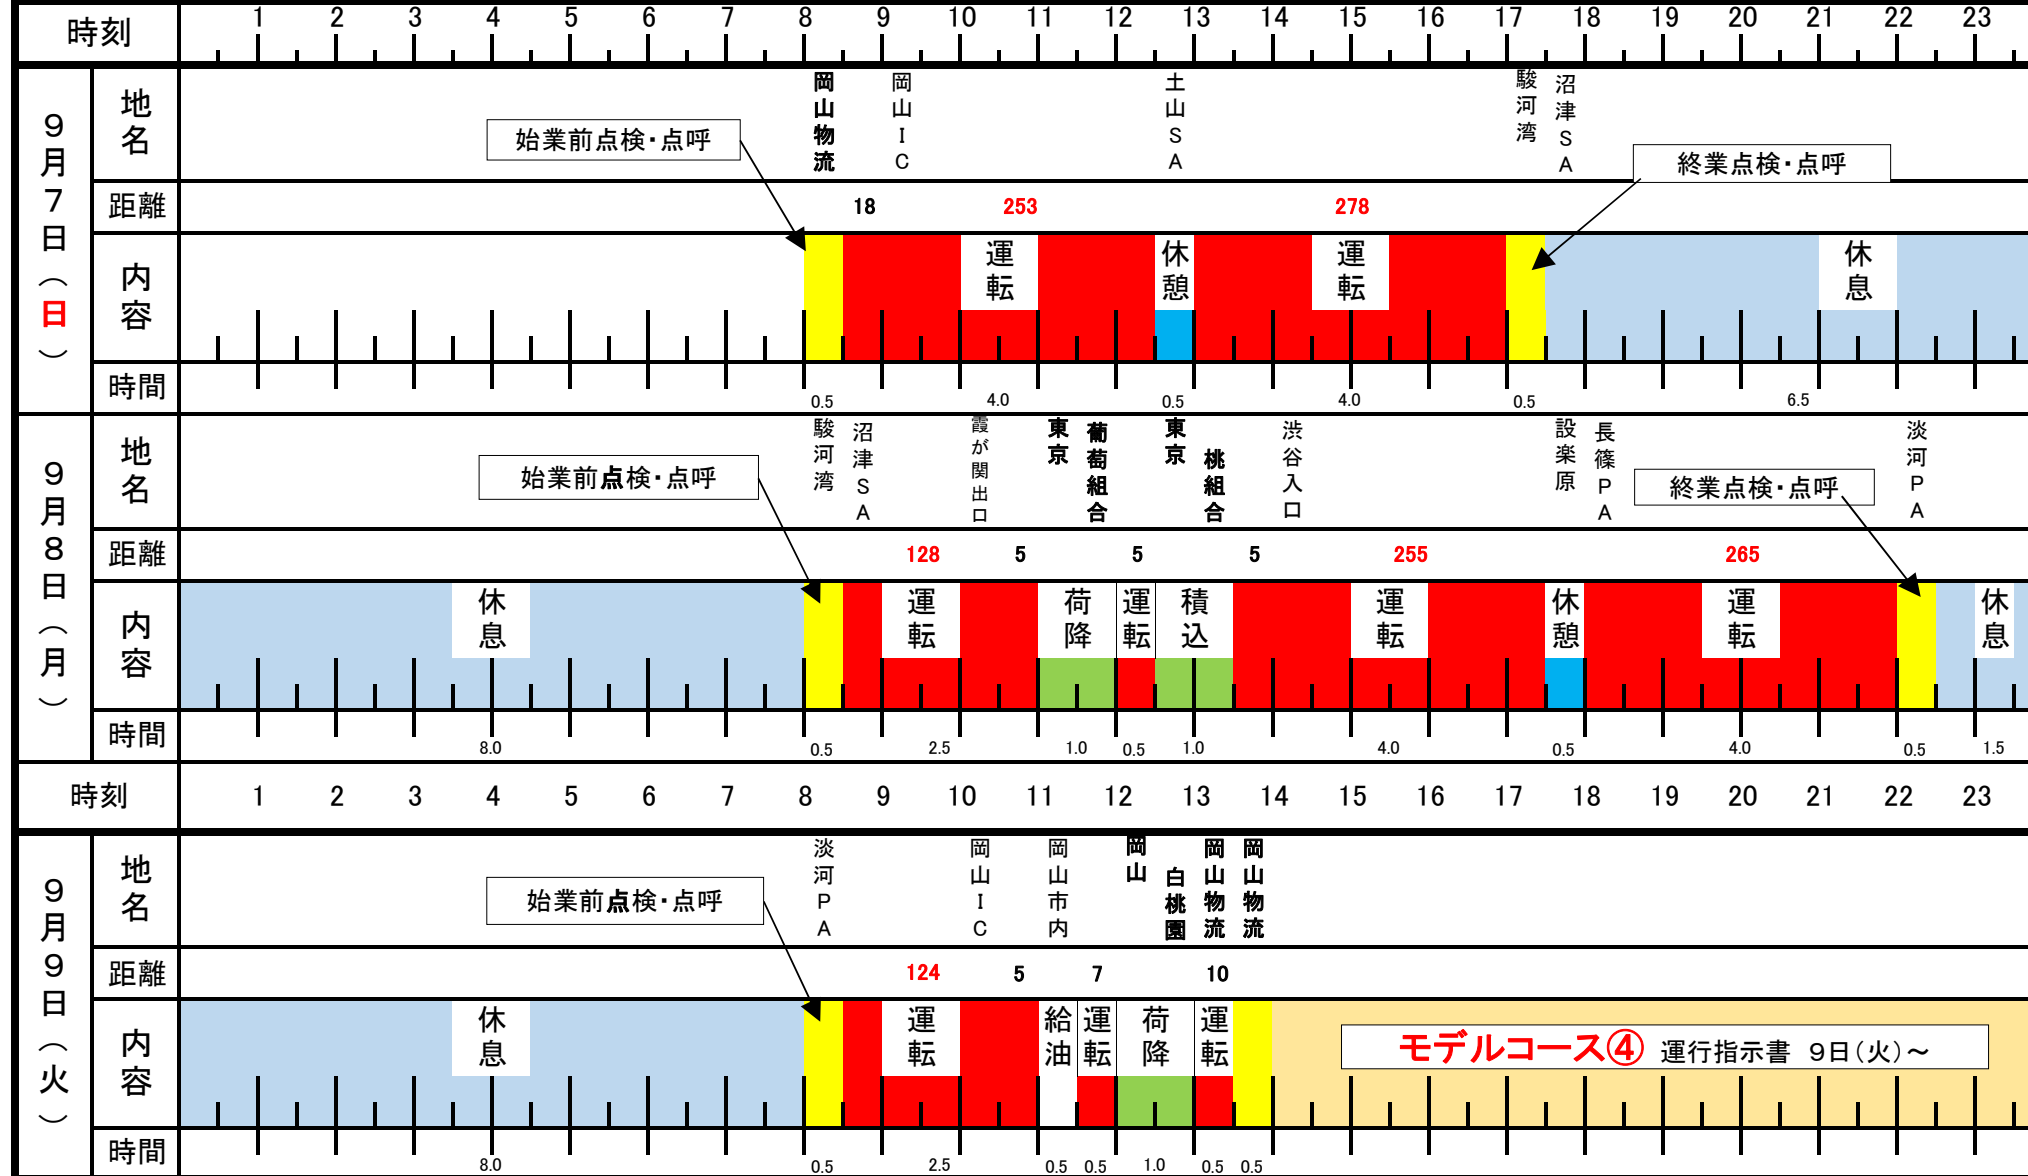 時刻 1 2 3 4 5 6 7 8 9 10 11 12 13 14 15 16 17 18 19 20 21 22 23
9月7日(日)
地名 岡山物流 岡山IC 土山SA 駿河湾 沼津SA
始業前点検・点呼
終業点検・点呼
距離 18 253 278
内容 運転 休憩 運転 休息
時間 0.5 4.0 0.5 4.0 0.5 6.5
9月8日(月)
地名 駿河湾 沼津SA 霞が関出口 東京 葡萄組合 東京 桃組合 渋谷入口 設楽原 長篠PA 淡河PA
始業前点検・点呼
終業点検・点呼
距離 128 5 5 5 255 265
内容 休息 運転 荷降 運転 積込 運転 休憩 運転 休息
時間 8.0 0.5 2.5 1.0 0.5 1.0 4.0 0.5 4.0 0.5 1.5
時刻 1 2 3 4 5 6 7 8 9 10 11 12 13 14 15 16 17 18 19 20 21 22 23
9月9日(火)
地名 淡河PA 岡山IC 岡山市内 岡山 白桃園 岡山物流 岡山物流
始業前点検・点呼
距離 124 5 7 10
内容 休息 運転 給油 運転 荷降 運転
モデルコース④ 運行指示書 9日(火)～
時間 8.0 0.5 2.5 0.5 0.5 1.0 0.5 0.5